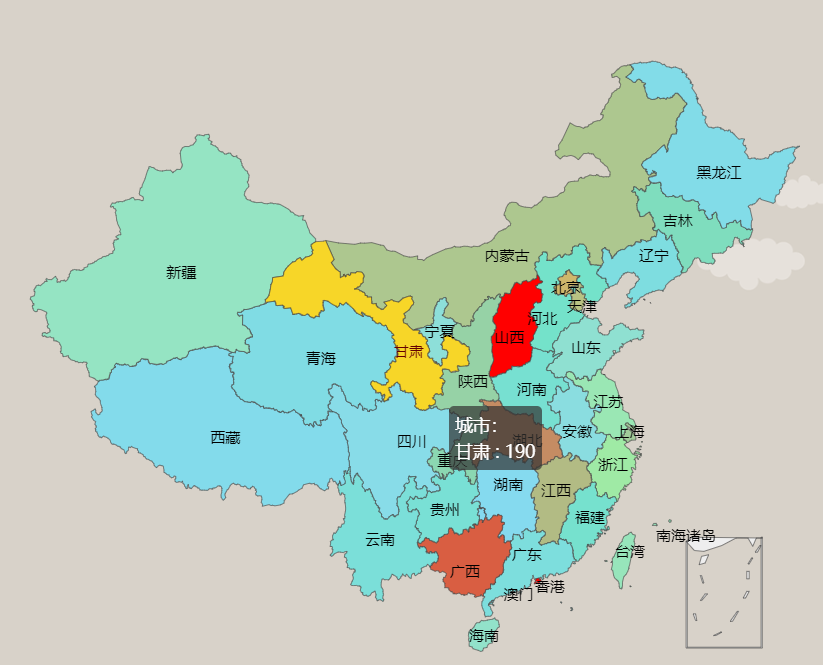 黑龙江
吉林
内蒙古
辽宁
新疆
北京
天津
河北
宁夏
山西
山东
甘肃
青海
陕西
河南
江苏
城市:
甘肃 : 190
湖北
安徽
上海
西藏
四川
重庆
浙江
湖南
江西
贵州
福建
云南
南海诸岛
台湾
广东
广西
香港
澳门
海南